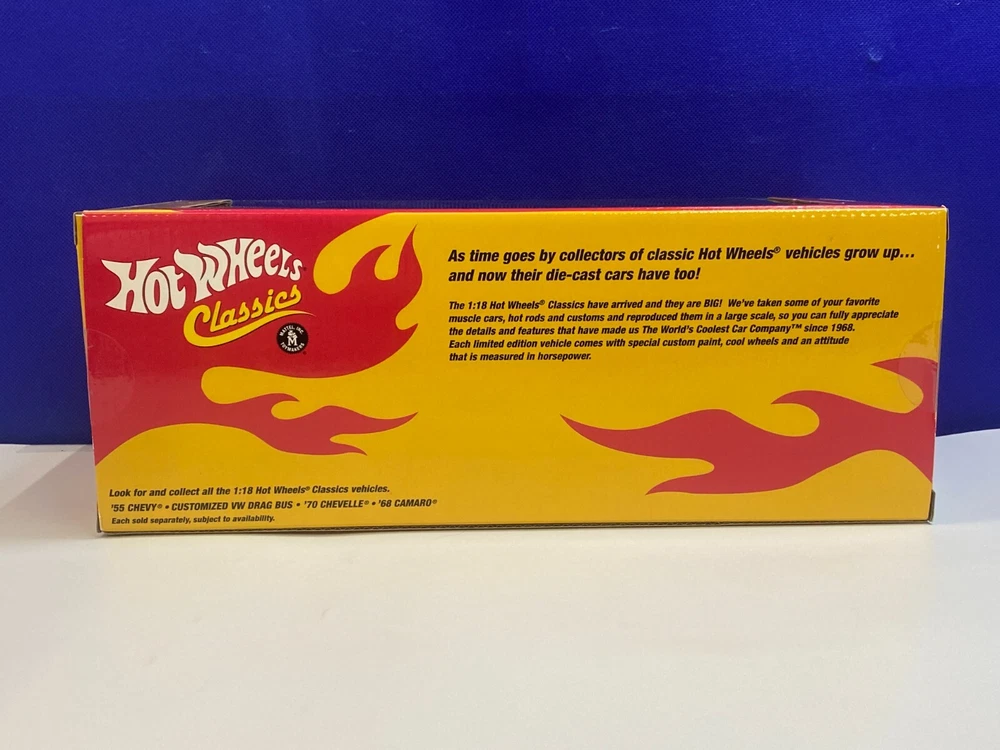 Hot Wheels
Classics
MATTEL, INC.
TOYMAKERS
As time goes by collectors of classic Hot Wheels® vehicles grow up...
and now their die-cast cars have too!
The 1:18 Hot Wheels® Classics have arrived and they are BIG! We've taken some of your favorite
muscle cars, hot rods and customs and reproduced them in a large scale, so you can fully appreciate
the details and features that have made us The World's Coolest Car Company™ since 1968.
Each limited edition vehicle comes with special custom paint, cool wheels and an attitude
that is measured in horsepower.
Look for and collect all the 1:18 Hot Wheels® Classics vehicles.
'55 CHEVY® • CUSTOMIZED VW DRAG BUS • '70 CHEVELLE® • '68 CAMARO®
Each sold separately, subject to availability.